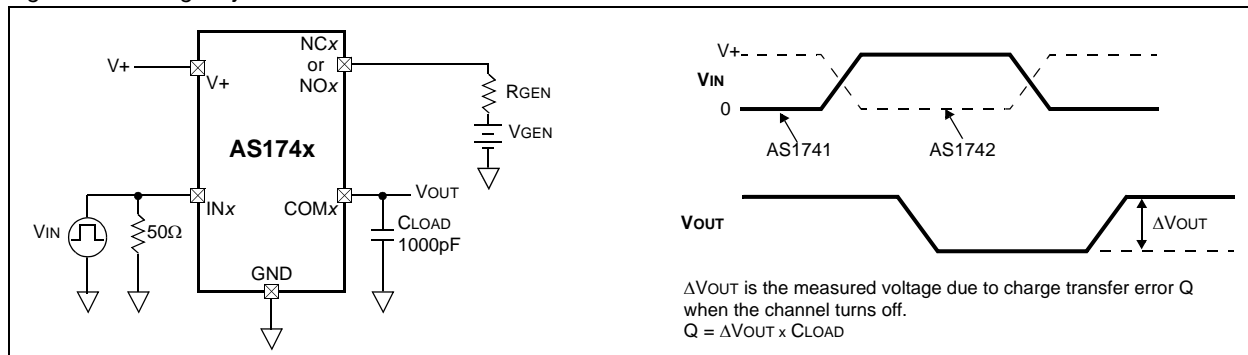 V+
V+
NCx
or
NOx
RGEN
VGEN
AS174x
INx
COMx
VOUT
VIN
50Ω
CLOAD
1000pF
GND
V+
VIN
0
AS1741
AS1742
VOUT
ΔVOUT
ΔVOUT is the measured voltage due to charge transfer error Q
when the channel turns off.
Q = ΔVOUT x CLOAD